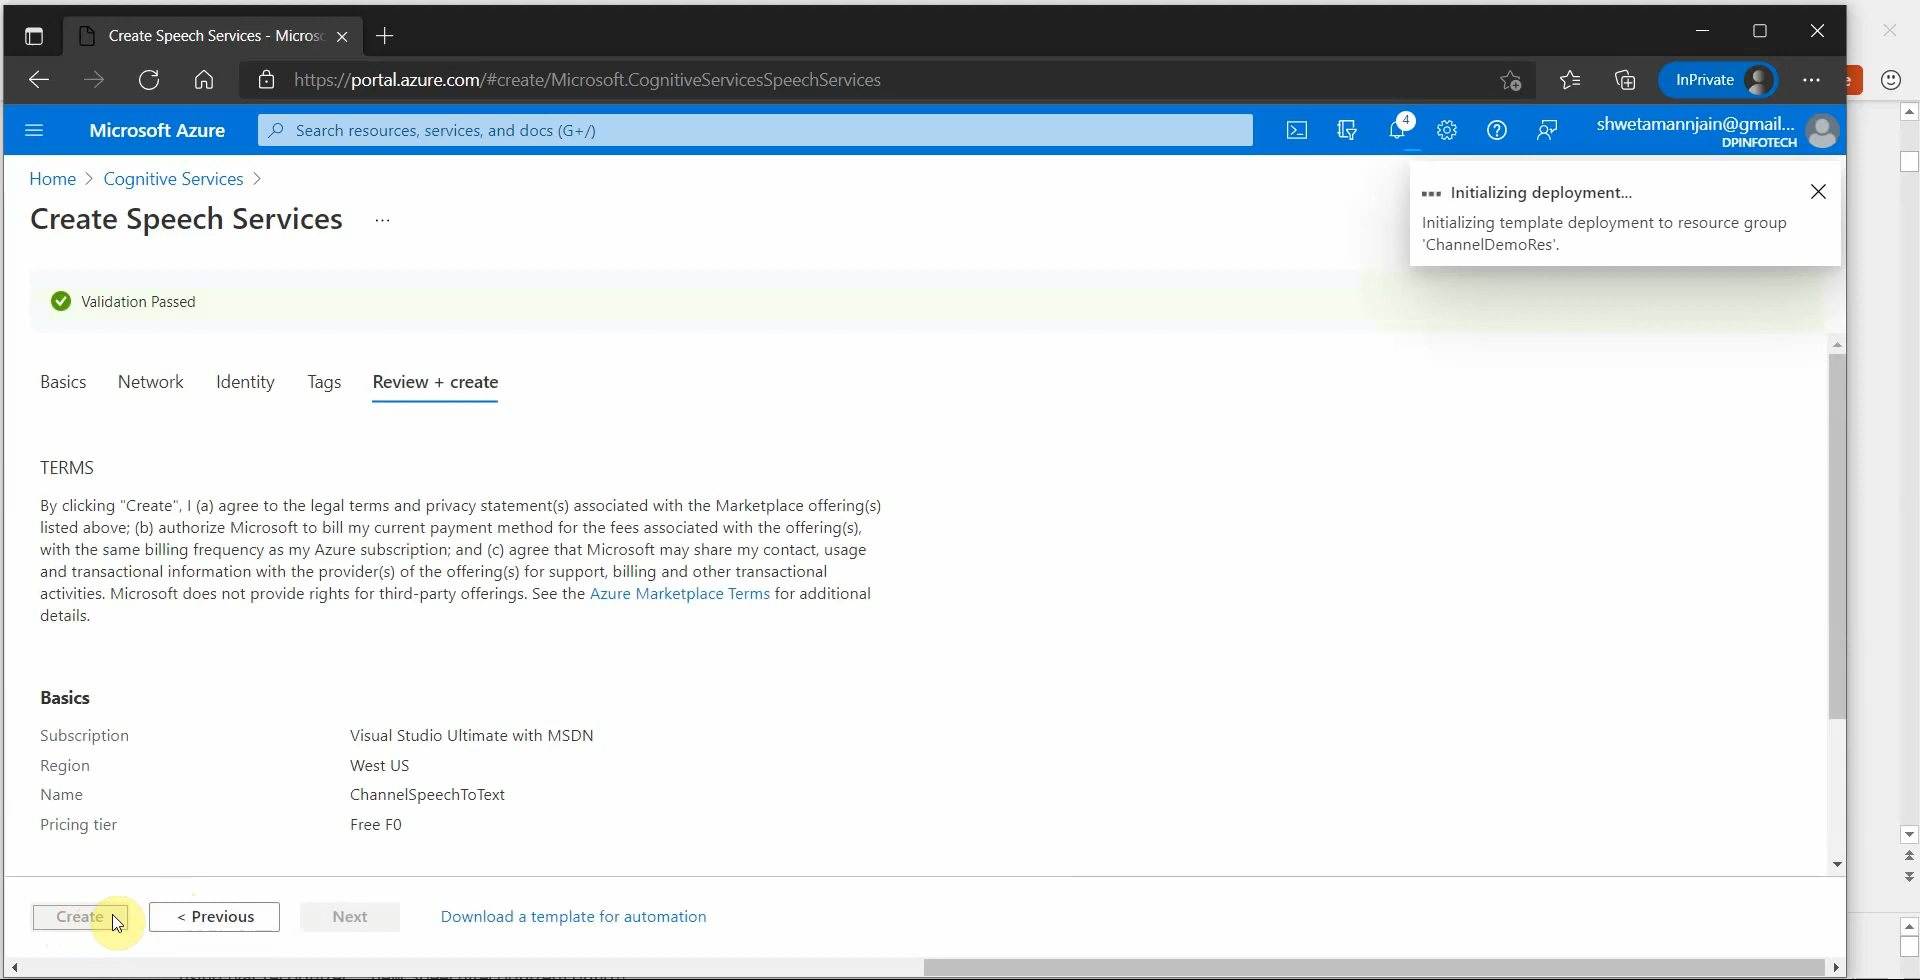 Create Speech Services - Micros
https://portal.azure.com/#create/Microsoft.CognitiveServicesSpeechServices
InPrivate
Microsoft Azure
Search resources, services, and docs (G+/)
4
shwetamannjain@gmail...
DPINFOTECH
Home > Cognitive Services >
Create Speech Services ...
Initializing deployment...
Initializing template deployment to resource group
'ChannelDemoRes'.
Validation Passed
Basics Network Identity Tags Review + create
TERMS
By clicking "Create", I (a) agree to the legal terms and privacy statement(s) associated with the Marketplace offering(s)
listed above; (b) authorize Microsoft to bill my current payment method for the fees associated with the offering(s),
with the same billing frequency as my Azure subscription; and (c) agree that Microsoft may share my contact, usage
and transactional information with the provider(s) of the offering(s) for support, billing and other transactional
activities. Microsoft does not provide rights for third-party offerings. See the Azure Marketplace Terms for additional
details.
Basics
Subscription Visual Studio Ultimate with MSDN
Region West US
Name ChannelSpeechToText
Pricing tier Free F0
Create < Previous Next Download a template for automation